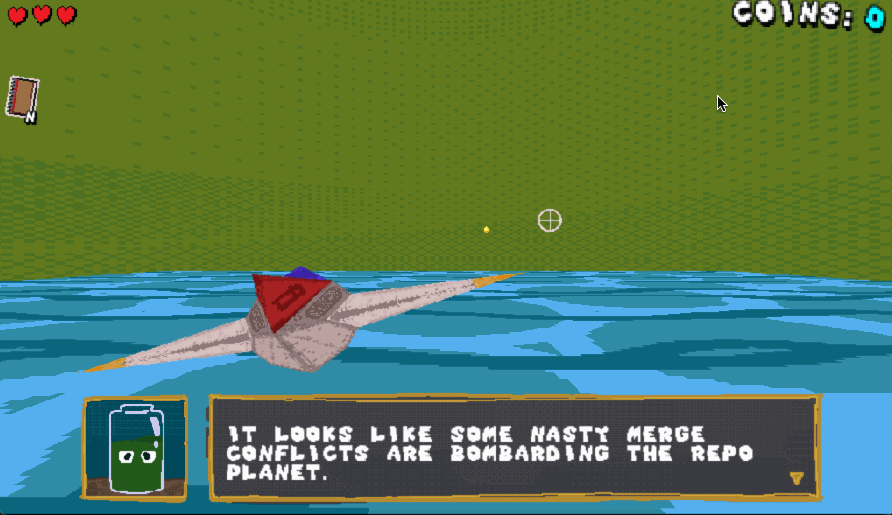 COINS: 0
N
IT LOOKS LIKE SOME NASTY MERGE
CONFLICTS ARE BOMBARDING THE REPO
PLANET.